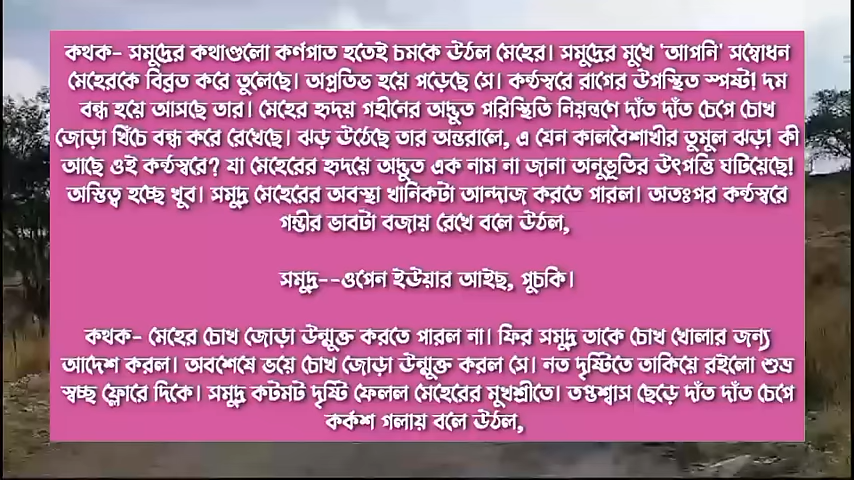 কথক- সমুদ্রের কথাগুলো কর্ণপাত হতেই চমকে উঠল মেহের। সমুদ্রের মুখে 'আপনি' সম্বোধন
মেহেরকে বিব্রত করে তুলেছে। অপ্রতিভ হয়ে পড়েছে সে। কন্ঠস্বরে রাগের উপস্থিত স্পষ্ট! দম
বন্ধ হয়ে আসছে তার। মেহের হৃদয় গহীনের অদ্ভুত পরিস্থিতি নিয়ন্ত্রণে দাঁত দাঁত চেপে চোখ
জোড়া খিঁচে বন্ধ করে রেখেছে। ঝড় উঠেছে তার অন্তরালে, এ যেন কালবৈশাখীর তুমুল ঝড়! কী
আছে ওই কন্ঠস্বরে? যা মেহেরের হৃদয়ে অদ্ভুত এক নাম না জানা অনুভূতির উৎপত্তি ঘটিয়েছে!
অস্তিত্ব হচ্ছে খুব। সমুদ্র মেহেরের অবস্থা খানিকটা আন্দাজ করতে পারল। অতঃপর কন্ঠস্বরে
গম্ভীর ভাবটা বজায় রেখে বলে উঠল,
সমুদ্র--ওপেন ইউয়ার আইছ, পুচকি।
কথক- মেহের চোখ জোড়া উন্মুক্ত করতে পারল না। ফির সমুদ্র তাকে চোখ খোলার জন্য
আদেশ করল। অবশেষে ভয়ে চোখ জোড়া উন্মুক্ত করল সে। নত দৃষ্টিতে তাকিয়ে রইলো শুভ্র
স্বচ্ছ ফ্লোরে দিকে। সমুদ্র কটমট দৃষ্টি ফেলল মেহেরের মুখশ্রীতে। তপ্তশ্বাস ছেড়ে দাঁত দাঁত চেপে
কর্কশ গলায় বলে উঠল,